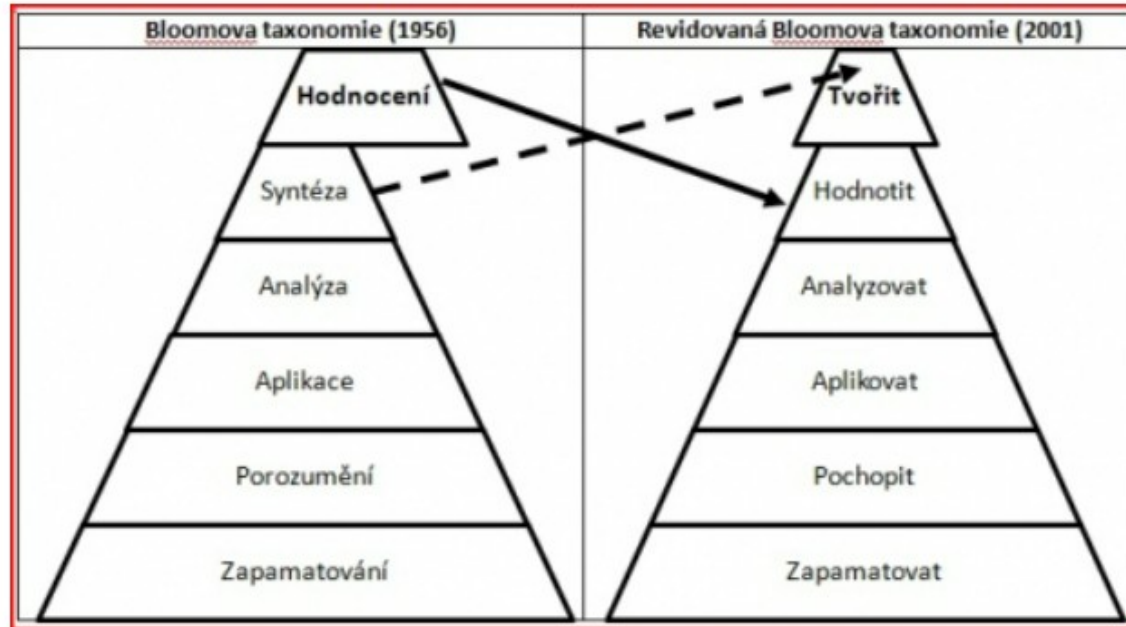 Bloomova taxonomie (1956)
Revidovaná Bloomova taxonomie (2001)
Hodnocení
Syntéza
Analýza
Aplikace
Porozumění
Zapamatování
Tvořit
Hodnotit
Analyzovat
Aplikovat
Pochopit
Zapamatovat